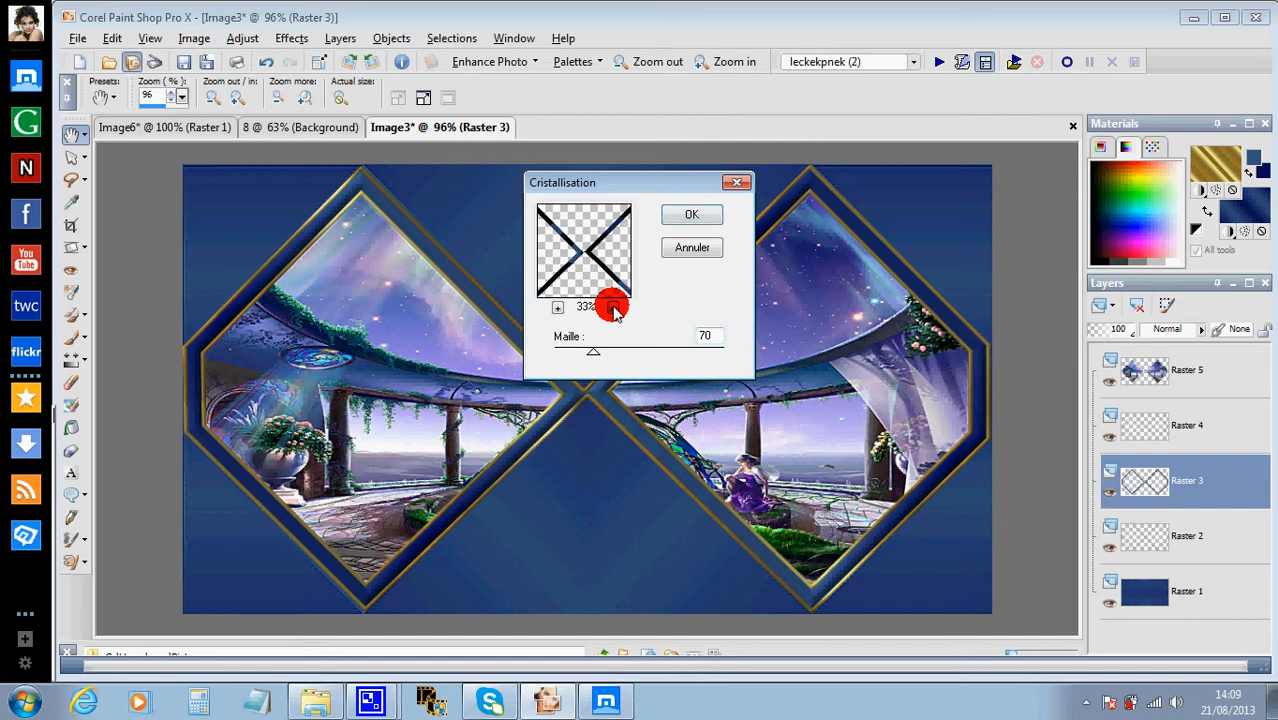 Corel Paint Shop Pro X - [Image3* @ 96% (Raster 3)]
File Edit View Image Adjust Effects Layers Objects Selections Window Help
Enhance Photo Palettes Zoom out Zoom in leckekpnek (2)
Presets: Zoom ( % ): Zoom out / in: Zoom more: Actual size:
96
Image6* @ 100% (Raster 1) 8 @ 63% (Background) Image3* @ 96% (Raster 3)
Materials
All tools
Layers
100 Normal None
Raster 5
Raster 4
Raster 3
Raster 2
Raster 1
Cristallisation
OK
Annuler
33%
Maille : 70
G
N
f
You
Tube
twc
flickr
A
14:09
21/08/2013